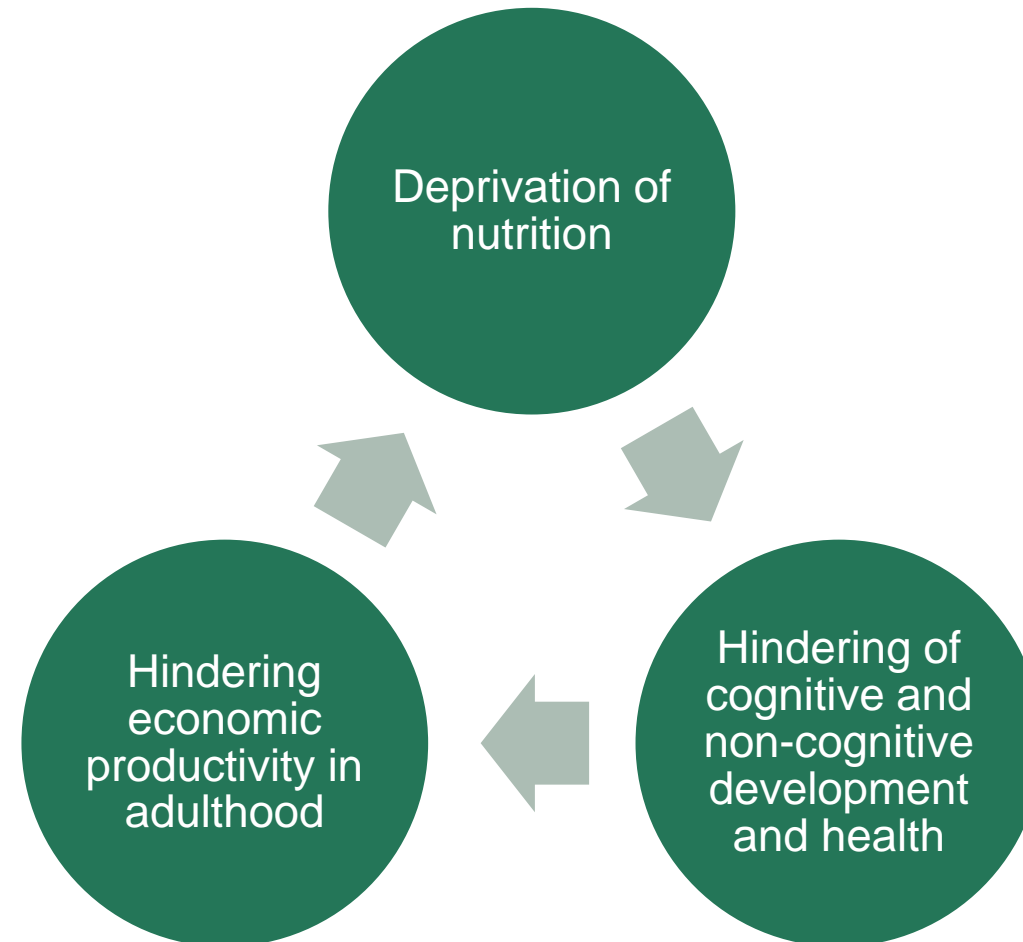 Deprivation of
nutrition
Hindering of
cognitive and
non-cognitive
development
and health
Hindering
economic
productivity in
adulthood